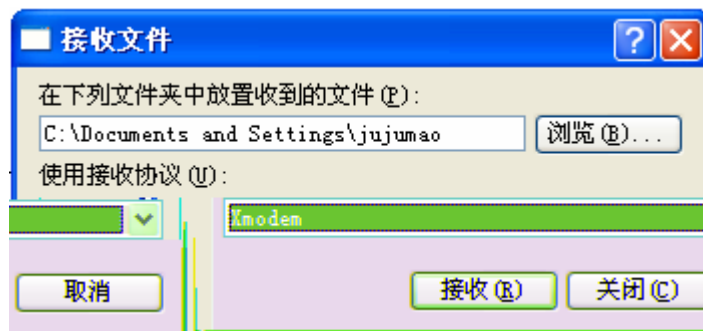 接收文件
在下列文件夹中放置收到的文件(P):
C:\Documents and Settings\jujumao 浏览(B)...
使用接收协议(U):
Xmodem
取消 接收(R) 关闭(C)